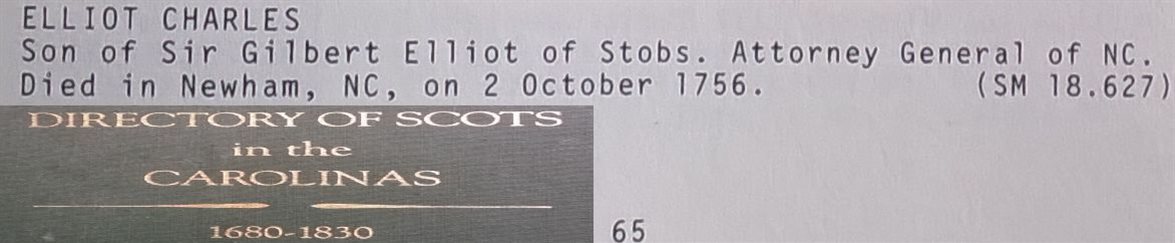 ELLIOT CHARLES
Son of Sir Gilbert Elliot of Stobs. Attorney General of NC.
Died in Newham, NC, on 2 October 1756. (SM 18.627)
DIRECTORY OF SCOTS
in the
CAROLINAS
1680-1830
65